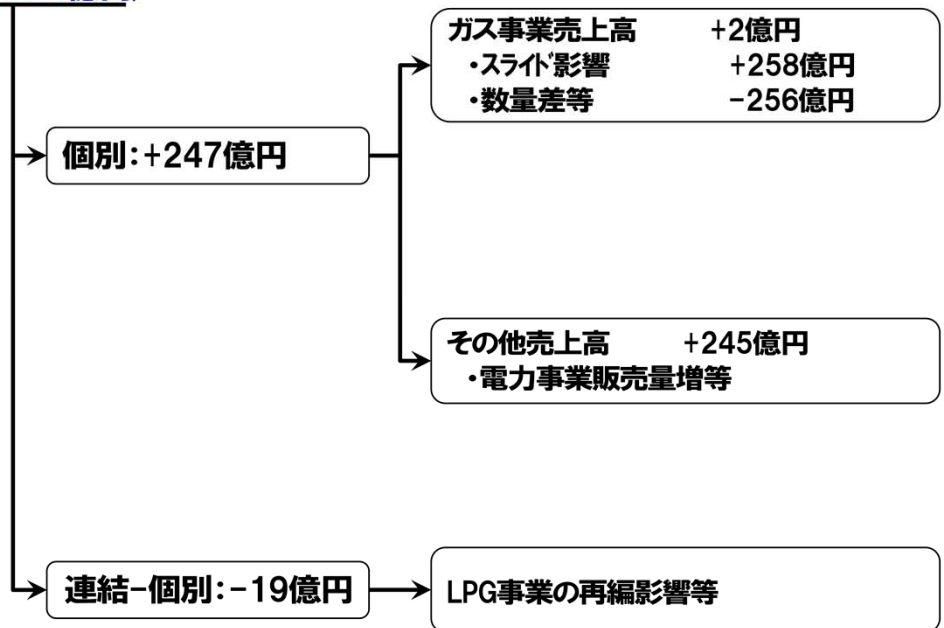 ガス事業売上高 +2億円
・スライド影響 +258億円
・数量差等 -256億円
個別:+247億円
その他売上高 +245億円
・電力事業販売量増等
連結-個別:-19億円
LPG事業の再編影響等